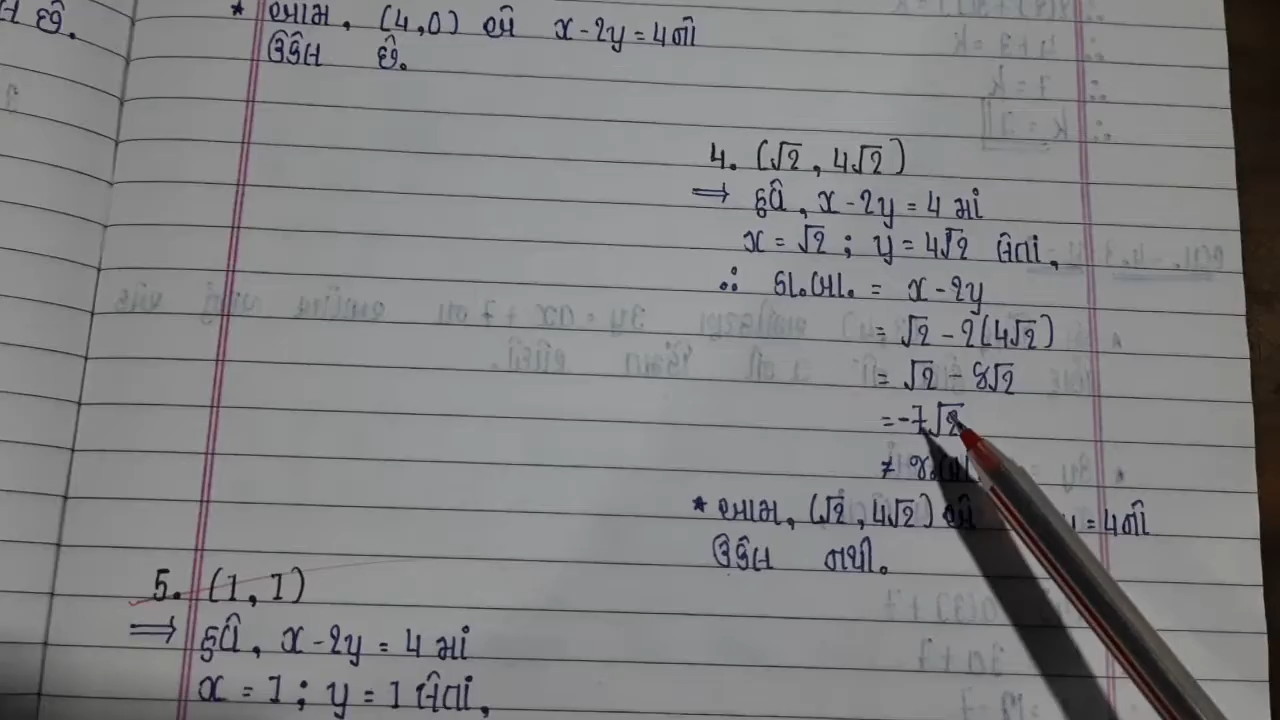 ન છે.
* આમ, (4,0) એ x-2y=4નો
ઉકેલ છે.
4. (√2, 4√2)
⇒ હવે, x-2y=4 માં
x=√2; y=4√2 લેતાં,
∴ ડા.બા. = x-2y
= √2 - 2(4√2)
= √2 - 8√2
= -7√2
≠
* આમ, (√2, 4√2) એ y=4નો
ઉકેલ નથી.
5. (1,1)
⇒ હવે, x-2y=4 માં
x=1; y=1 લેતાં,